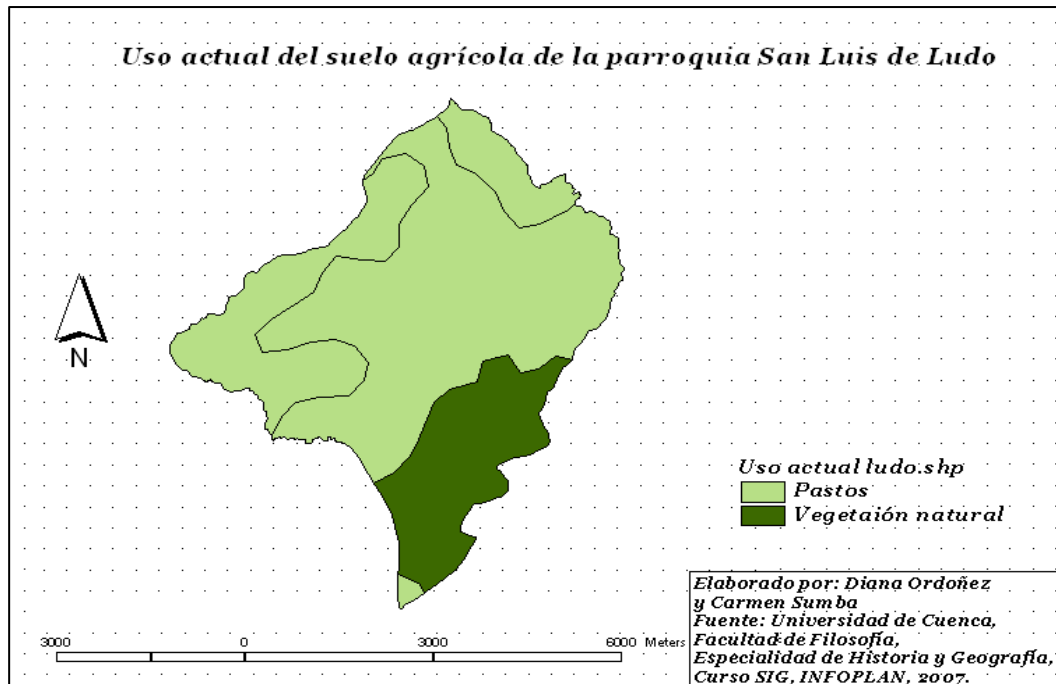 Uso actual del suelo agrícola de la parroquia San Luis de Ludo
N
Uso actual ludo.shp
Pastos
Vegetaión natural
3000 0 3000 6000 Meters
Elaborado por: Diana Ordoñez
y Carmen Sumba
Fuente: Universidad de Cuenca,
Facultad de Filosofía,
Especialidad de Historia y Geografía,
Curso SIG, INFOPLAN, 2007.